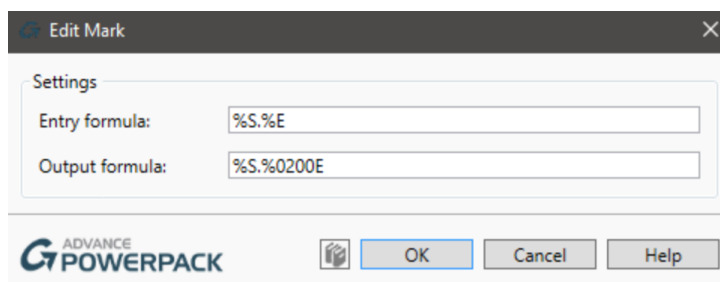 Edit Mark
Settings
Entry formula: %S.%E
Output formula: %S.%0200E
ADVANCE
POWERPACK
OK Cancel Help